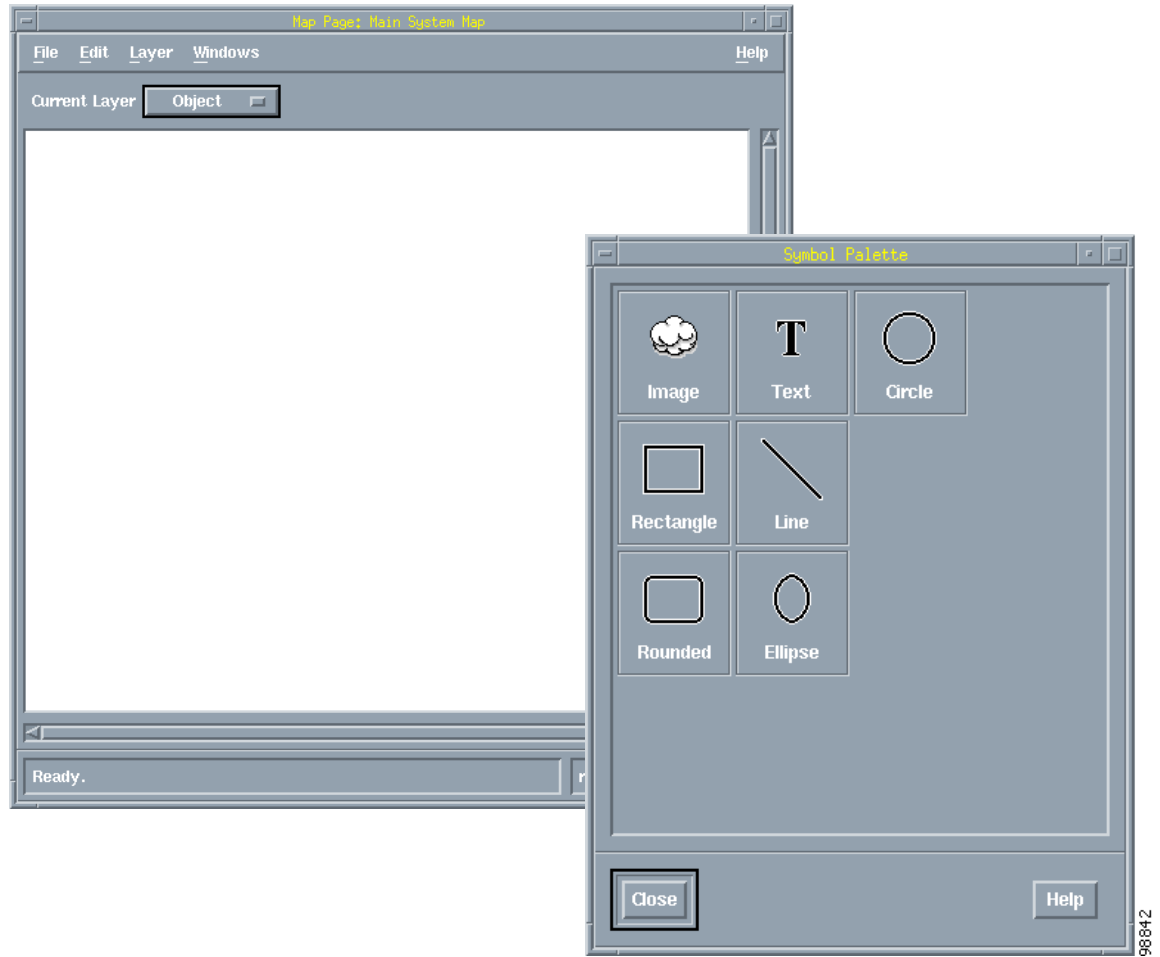 Map Page: Main System Map
File Edit Layer Windows Help
Current Layer Object
Ready.
Symbol Palette
Image Text Circle
Rectangle Line
Rounded Ellipse
Close Help
98842